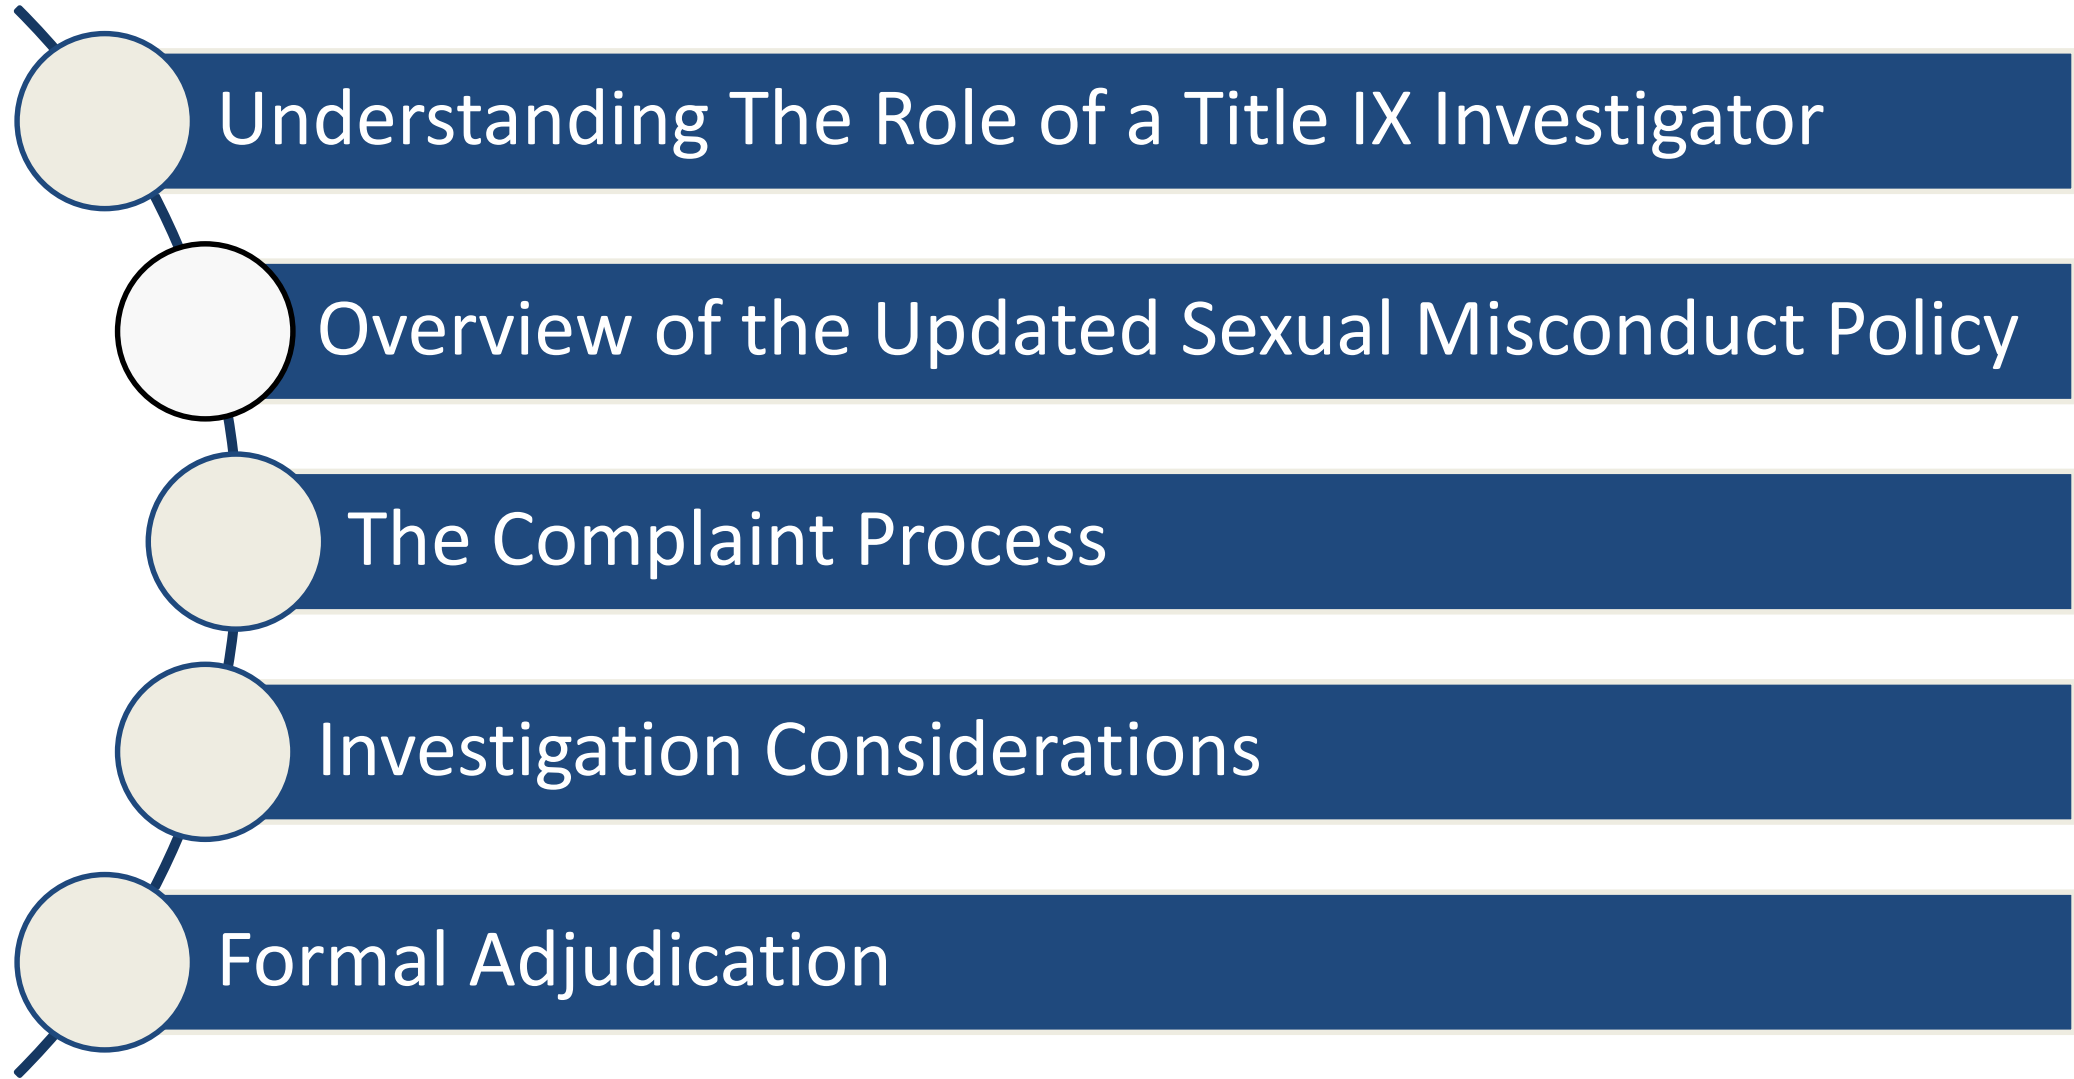 Understanding The Role of a Title IX Investigator
Overview of the Updated Sexual Misconduct Policy
The Complaint Process
Investigation Considerations
Formal Adjudication